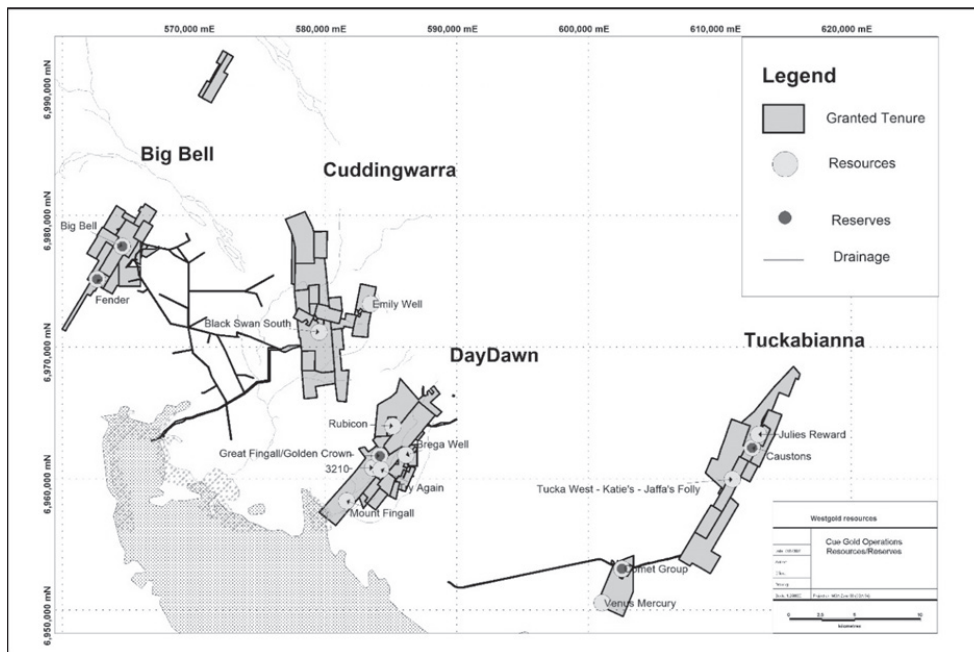 570,000 mE
580,000 mE
590,000 mE
600,000 mE
610,000 mE
620,000 mE
6,990,000 mN
6,980,000 mN
6,970,000 mN
6,960,000 mN
6,950,000 mN
Legend
Granted Tenure
Resources
Reserves
Drainage
Big Bell
Cuddingwarra
Big Bell
Fender
Emily Well
Black Swan South
DayDawn
Tuckabianna
Rubicon
Great Fingall/Golden Crown
Brega Well
3210
y Again
Mount Fingall
Julies Reward
Caustons
Tucka West - Katie's - Jaffa's Folly
omet Group
Venus Mercury
Westgold resources
Cue Gold Operations
Resources/Reserves
0
10
kilometres